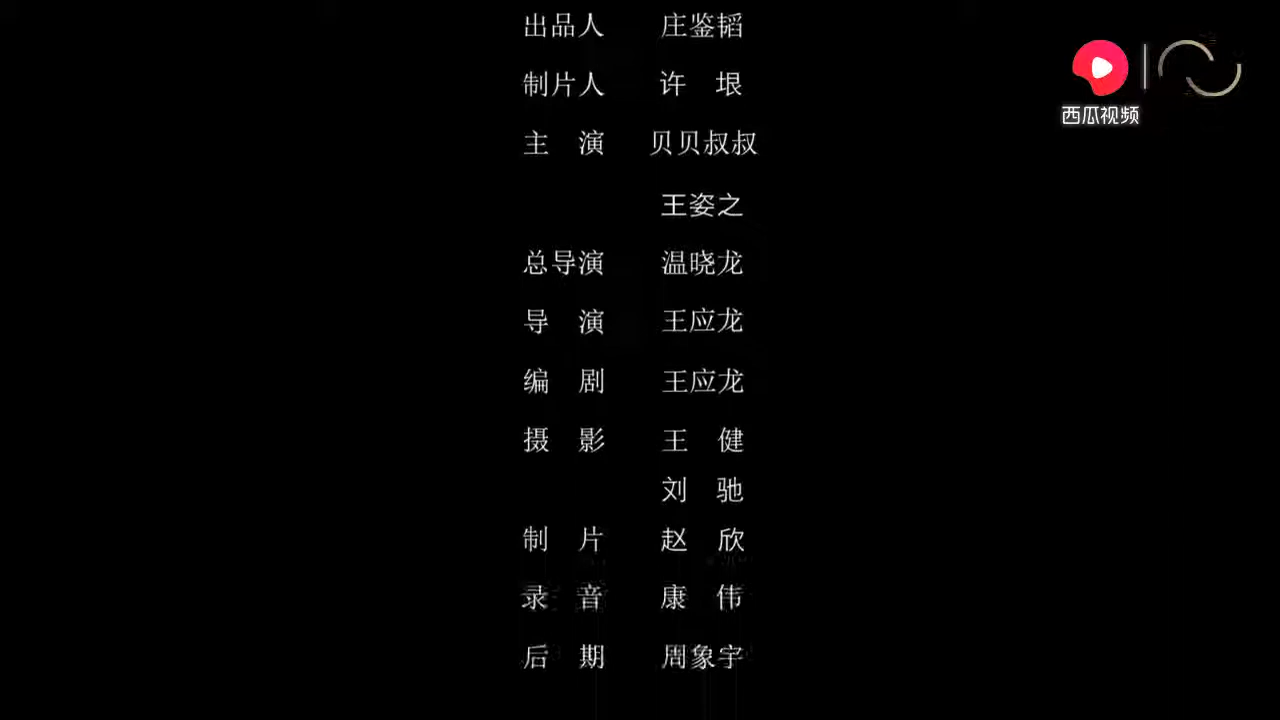 出品人 庄鉴韬
制片人 许 垠
主 演 贝贝叔叔
王姿之
总导演 温晓龙
导 演 王应龙
编 剧 王应龙
摄 影 王 健
刘 驰
制 片 赵 欣
录 音 康 伟
后 期 周象宇
西瓜视频